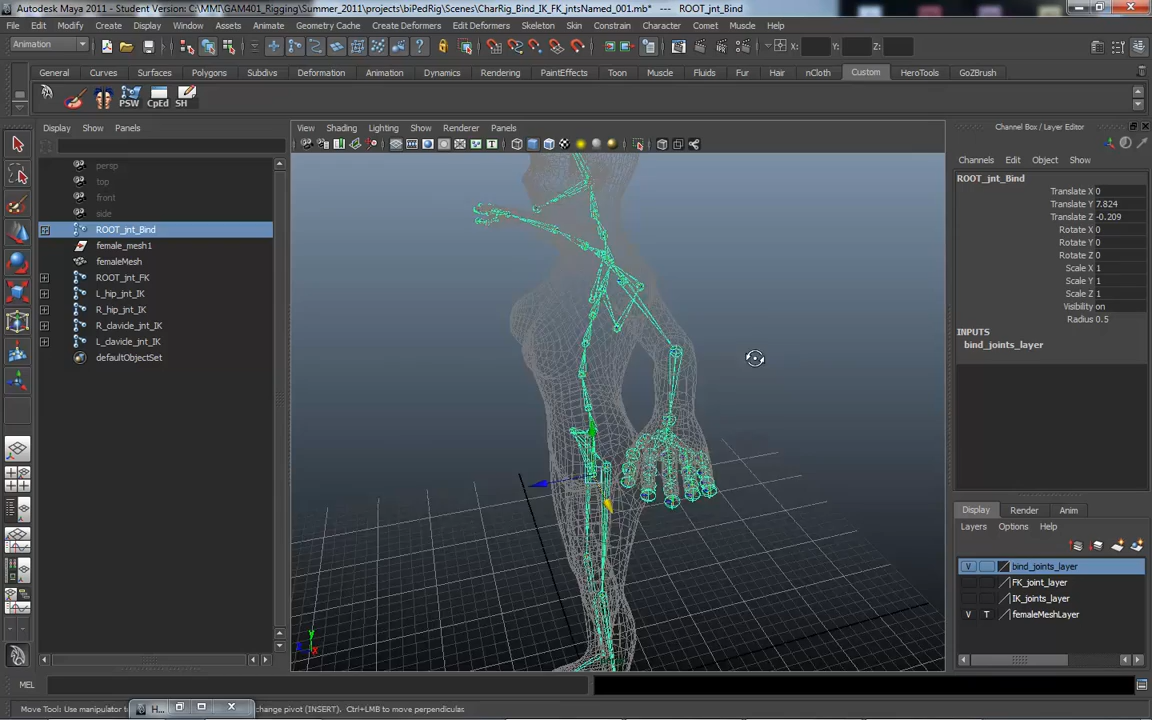 Autodesk Maya 2011 - Student Version: C:\MMI\GAM401_Rigging\Summer_2011\projects\biPedRig\Scenes\CharRig_Bind_IK_FK_jntsNamed_001.mb* --- ROOT_jnt_Bind
File Edit Modify Create Display Window Assets Animate Geometry Cache Create Deformers Edit Deformers Skeleton Skin Constrain Character Muscle Help
Animation X: Y: Z:
General Curves Surfaces Polygons Subdivs Deformation Animation Dynamics Rendering PaintEffects Toon Muscle Fluids Fur Hair nCloth Custom HeroTools GoZBrush
PSW CpEd SH
Display Show Panels
View Shading Lighting Show Renderer Panels
Channel Box / Layer Editor
Channels Edit Object Show
persp
top
front
side
ROOT_jnt_Bind
female_mesh1
femaleMesh
ROOT_jnt_FK
L_hip_jnt_IK
R_hip_jnt_IK
R_clavicle_jnt_IK
L_clavicle_jnt_IK
defaultObjectSet
y
z
x
ROOT_jnt_Bind
Translate X 0
Translate Y 7.824
Translate Z -0.209
Rotate X 0
Rotate Y 0
Rotate Z 0
Scale X 1
Scale Y 1
Scale Z 1
Visibility on
Radius 0.5
INPUTS
bind_joints_layer
Display Render Anim
Layers Options Help
V bind_joints_layer
FK_joint_layer
IK_joints_layer
V T femaleMeshLayer
MEL
Move Tool: Use manipulator t
H...
change pivot (INSERT). Ctrl+LMB to move perpendiculas